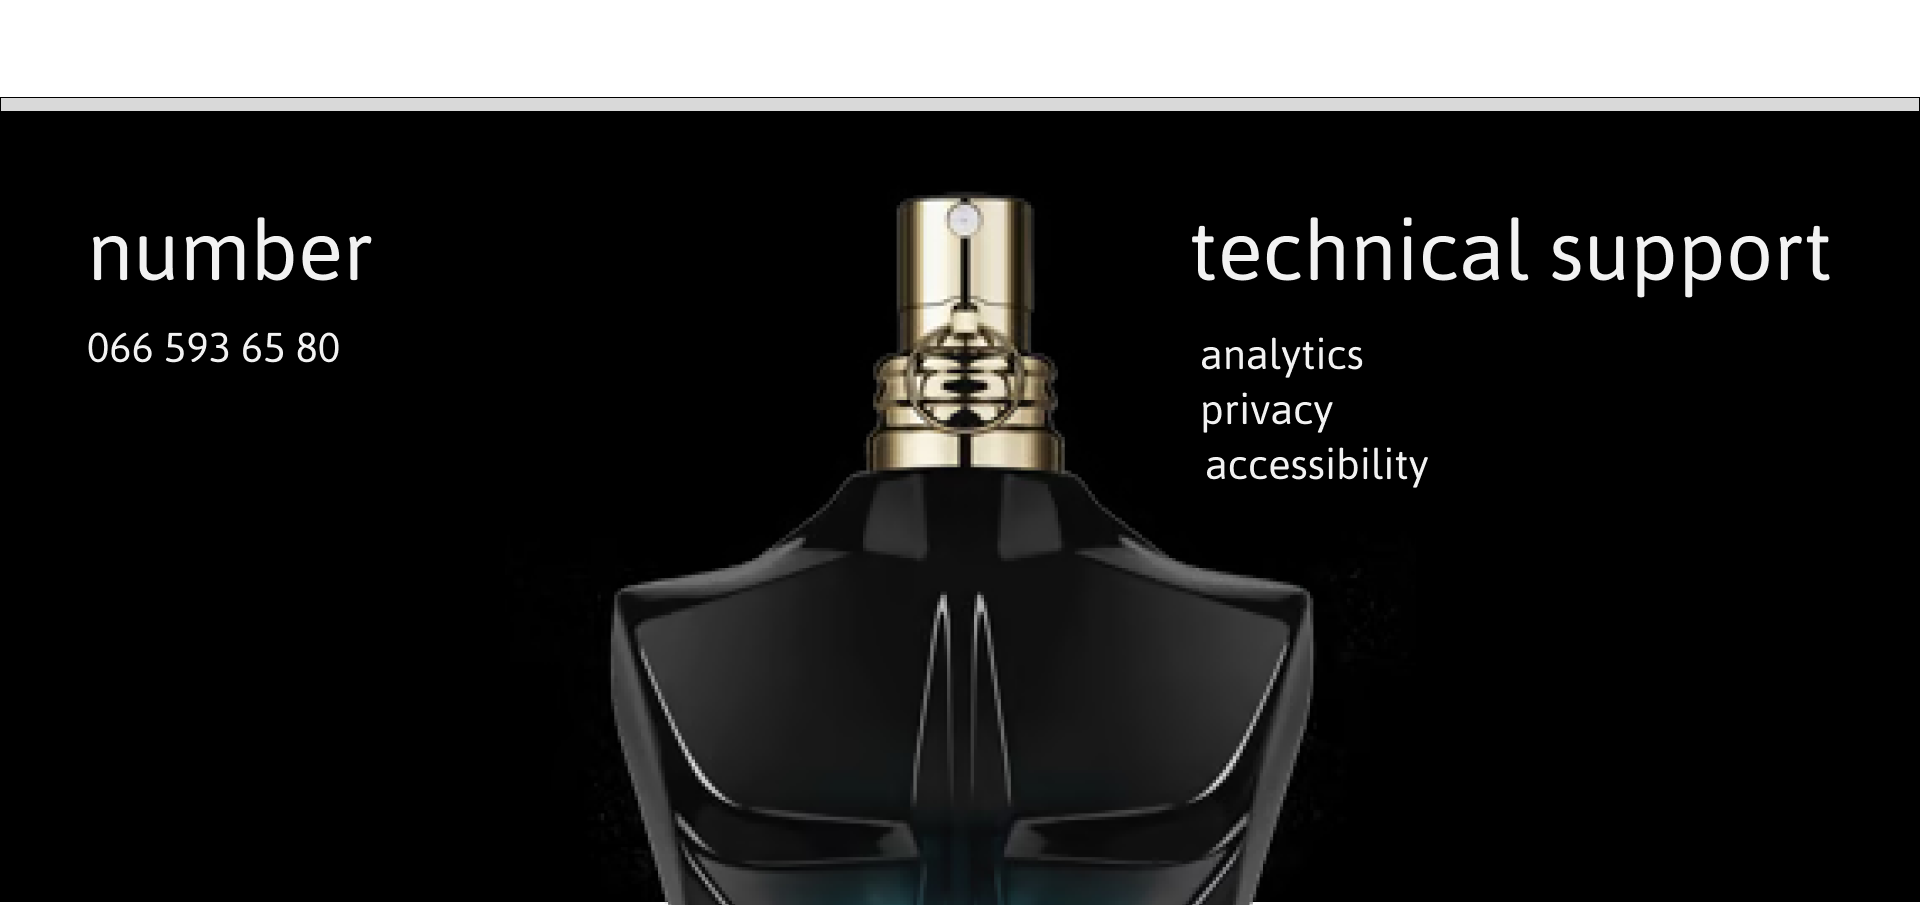 number
066 593 65 80
technical support
analytics
privacy
accessibility